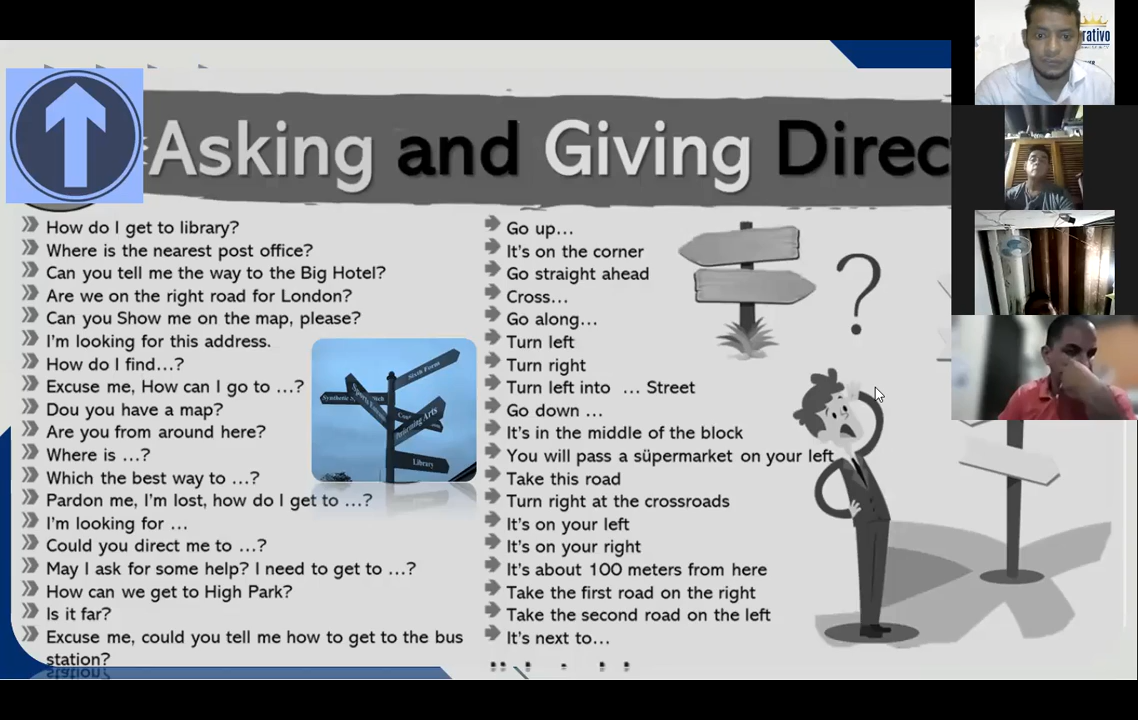 Asking and Giving Direc
How do I get to library?
Where is the nearest post office?
Can you tell me the way to the Big Hotel?
Are we on the right road for London?
Can you Show me on the map, please?
I'm looking for this address.
How do I find...?
Excuse me, How can I go to ...?
Dou you have a map?
Are you from around here?
Where is ...?
Which the best way to ...?
Pardon me, I'm lost, how do I get to ...?
I'm looking for ...
Could you direct me to ...?
May I ask for some help? I need to get to ...?
How can we get to High Park?
Is it far?
Excuse me, could you tell me how to get to the bus
station?
Go up...
It's on the corner
Go straight ahead
Cross...
Go along...
Turn left
Turn right
Turn left into ... Street
Go down ...
It's in the middle of the block
You will pass a süpermarket on your left
Take this road
Turn right at the crossroads
It's on your left
It's on your right
It's about 100 meters from here
Take the first road on the right
Take the second road on the left
It's next to...
Sixth Form
Performing Arts
Library
rativo